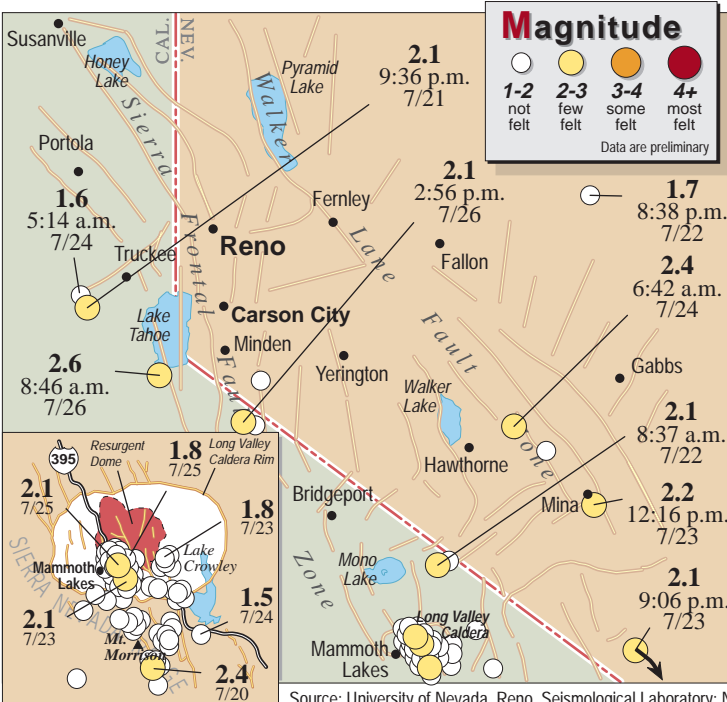 Magnitude
1-2
not
felt
2-3
few
felt
3-4
some
felt
4+
most
felt
Data are preliminary
Susanville
Honey
Lake
CAL.
NEV.
Pyramid
Lake
2.1
9:36 p.m.
7/21
Sierra
Frontal
Fault
Zone
Walker
Lane
Fault
Zone
Portola
1.6
5:14 a.m.
7/24
Truckee
Fernley
Reno
2.1
2:56 p.m.
7/26
Fallon
1.7
8:38 p.m.
7/22
2.4
6:42 a.m.
7/24
Lake
Tahoe
Carson City
Minden
2.6
8:46 a.m.
7/26
Yerington
Walker
Lake
Gabbs
Hawthorne
2.1
8:37 a.m.
7/22
Mina
2.2
12:16 p.m.
7/23
Bridgeport
Mono
Lake
2.1
9:06 p.m.
7/23
Long Valley
Caldera
Mammoth
Lakes
395
Resurgent
Dome
1.8
7/25
Long Valley
Caldera Rim
2.1
7/25
1.8
7/23
Lake
Crowley
Mammoth
Lakes
SIERRA NEVADA RANGE
2.1
7/23
1.5
7/24
Mt.
Morrison
2.4
7/20
Source: University of Nevada, Reno, Seismological Laboratory;